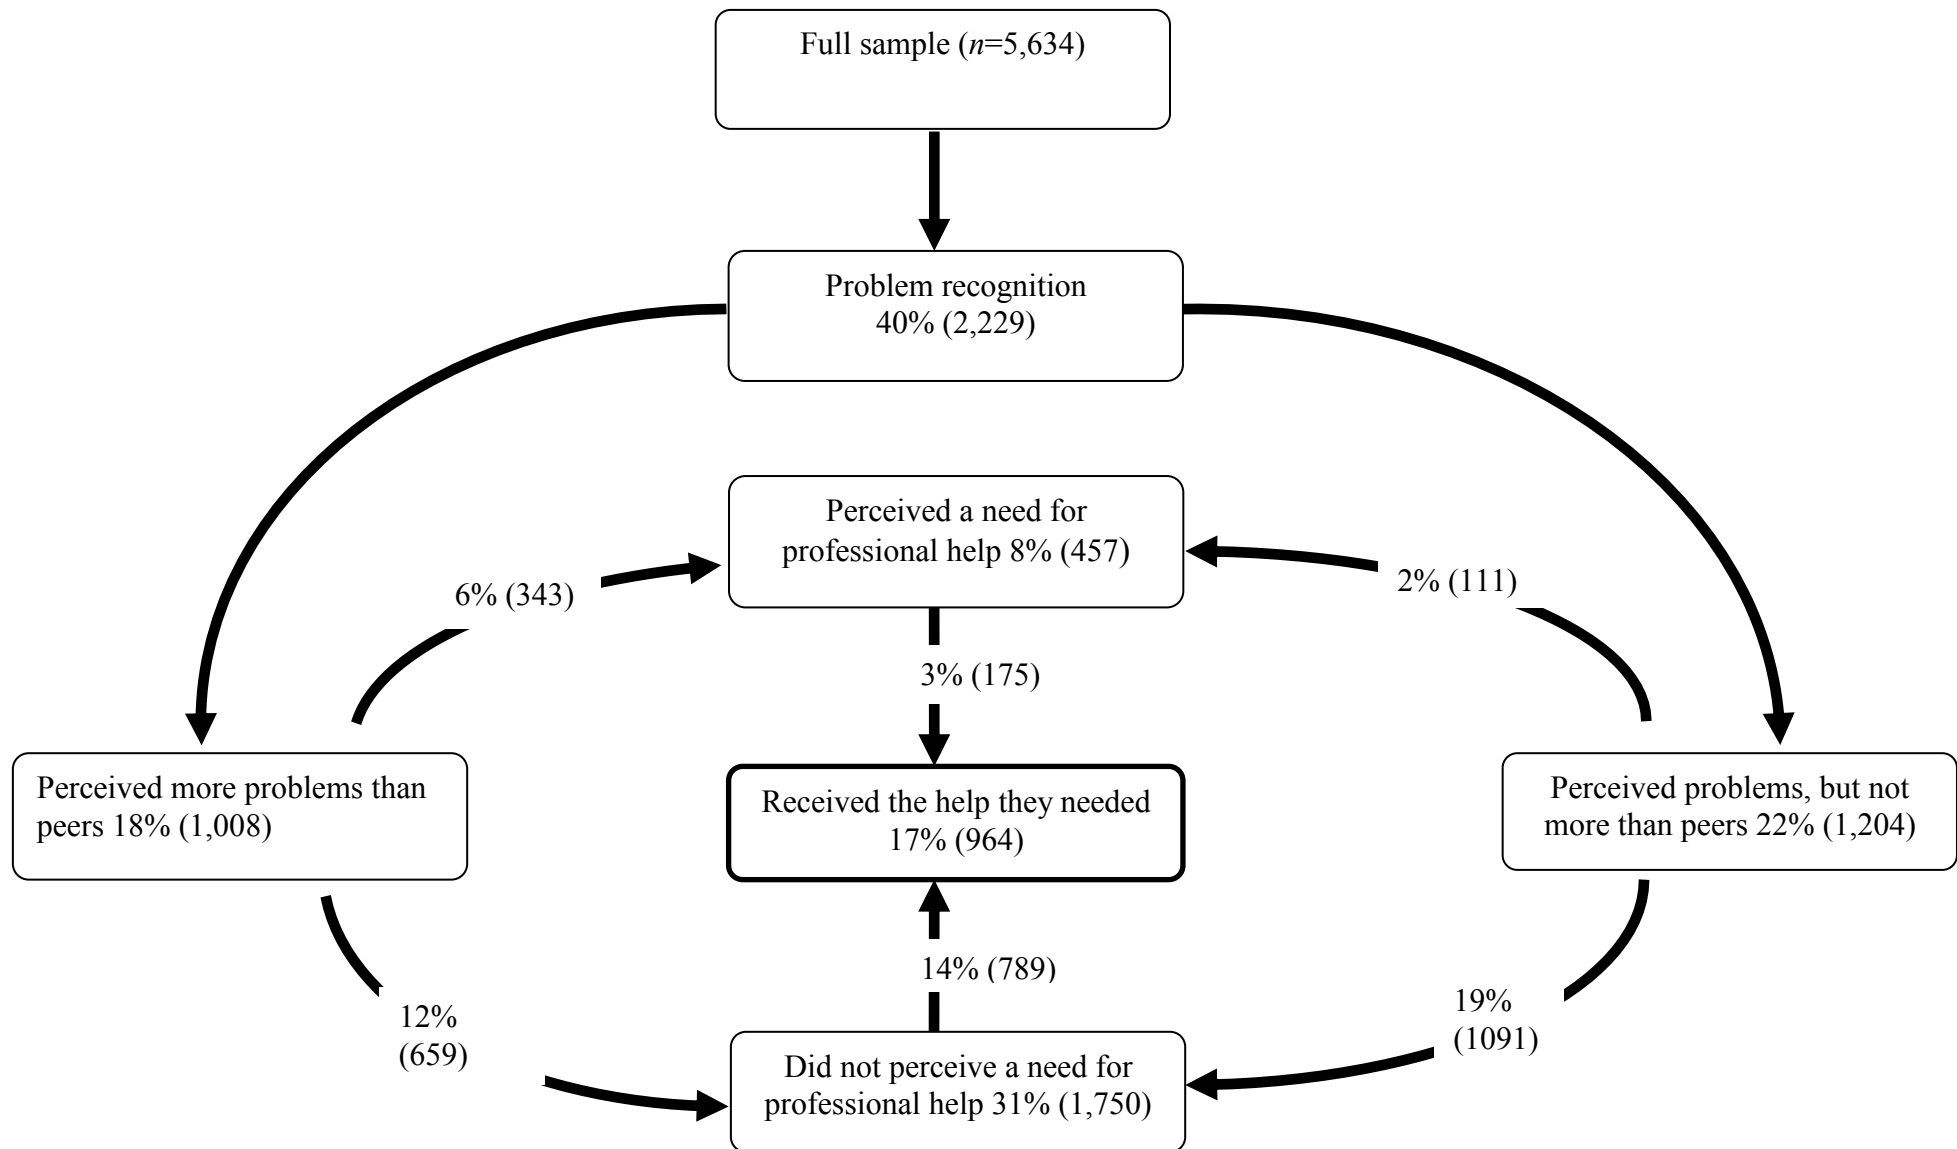 Full sample (n=5,634)
Problem recognition
40% (2,229)
Perceived a need for
professional help 8% (457)
6% (343)
2% (111)
3% (175)
Perceived more problems than
peers 18% (1,008)
Received the help they needed
17% (964)
Perceived problems, but not
more than peers 22% (1,204)
14% (789)
12%
(659)
19%
(1091)
Did not perceive a need for
professional help 31% (1,750)